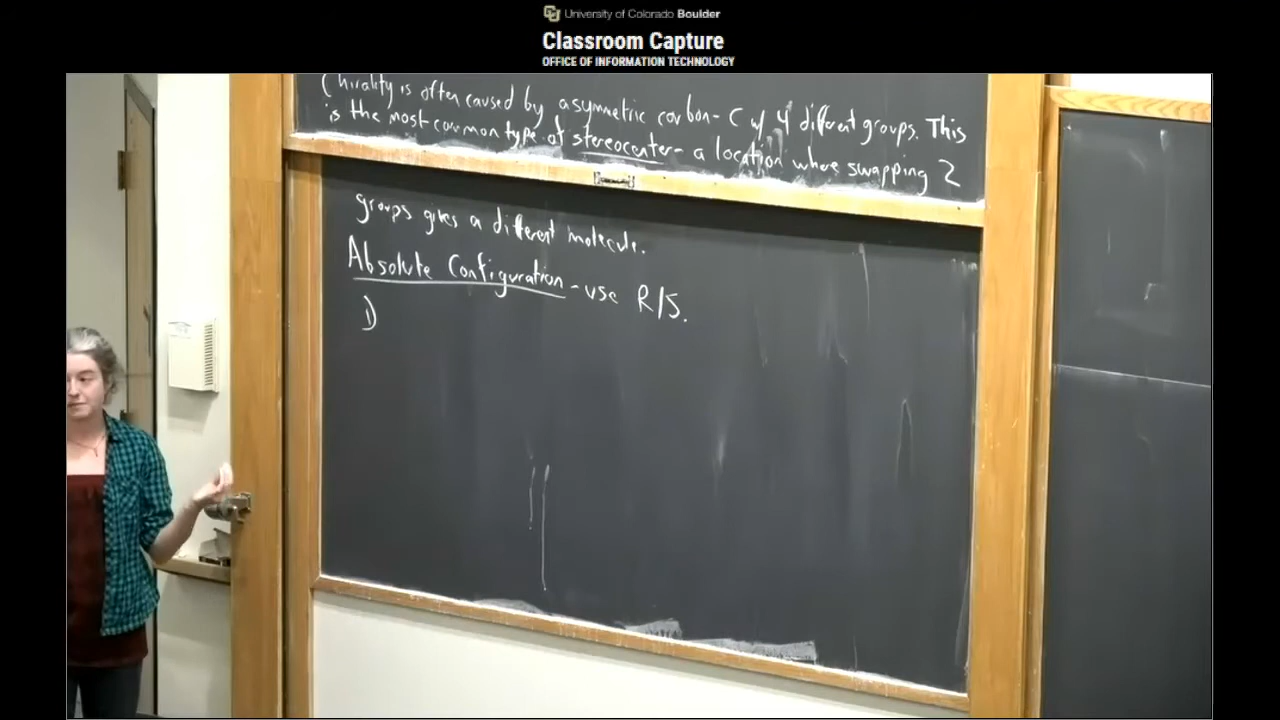 University of Colorado Boulder
Classroom Capture
OFFICE OF INFORMATION TECHNOLOGY
Chirality is often caused by asymmetric carbon- C w/ 4 different groups. This
is the most common type of stereocenter- a location where swapping 2
groups gives a different molecule.
Absolute Configuration - use R/S.
1)